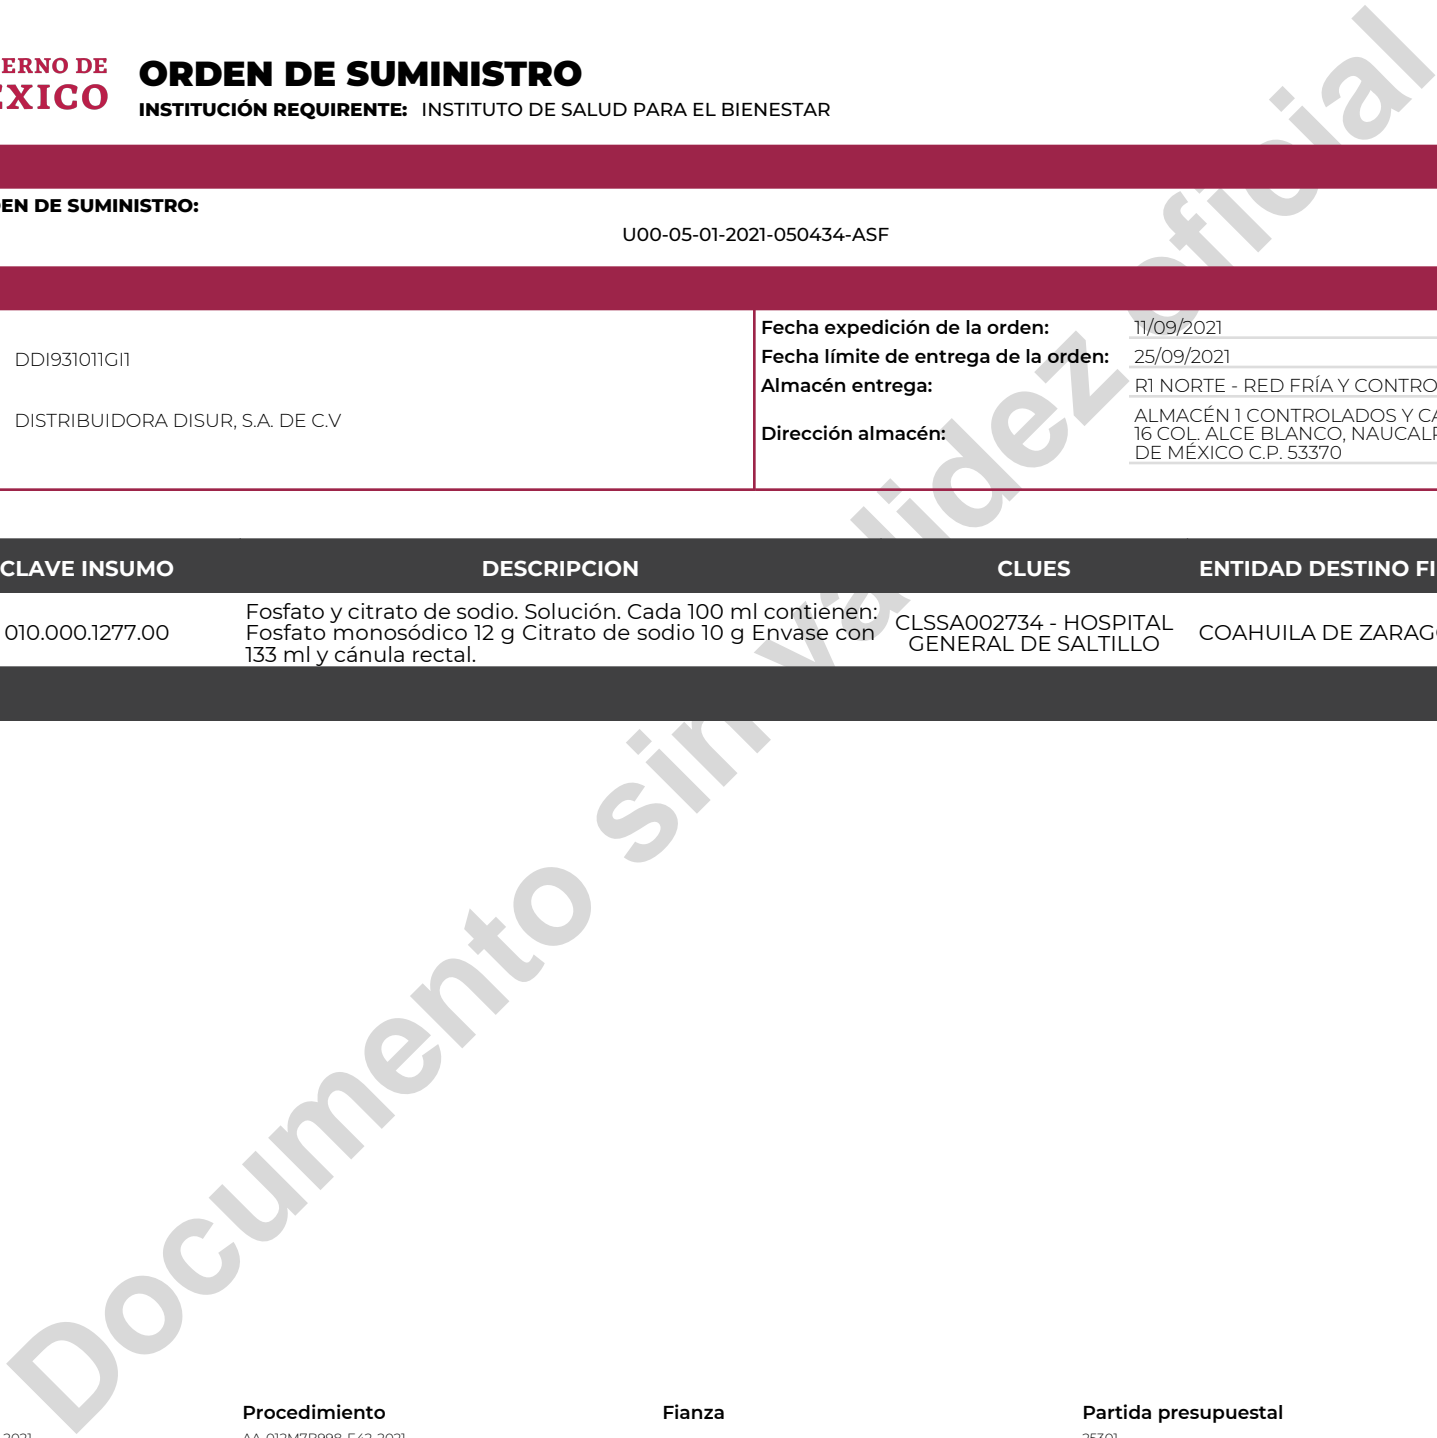 ERNO DE
ÉXICO
ORDEN DE SUMINISTRO
INSTITUCIÓN REQUIRENTE: INSTITUTO DE SALUD PARA EL BIENESTAR
EN DE SUMINISTRO:
U00-05-01-2021-050434-ASF
DDI931011GI1
DISTRIBUIDORA DISUR, S.A. DE C.V
Fecha expedición de la orden: 11/09/2021
Fecha límite de entrega de la orden: 25/09/2021
Almacén entrega: R1 NORTE - RED FRÍA Y CONTRO
Dirección almacén:
ALMACÉN 1 CONTROLADOS Y CA
16 COL. ALCE BLANCO, NAUCALP
DE MÉXICO C.P. 53370
CLAVE INSUMO DESCRIPCION CLUES ENTIDAD DESTINO FI
010.000.1277.00
Fosfato y citrato de sodio. Solución. Cada 100 ml contienen:
Fosfato monosódico 12 g Citrato de sodio 10 g Envase con
133 ml y cánula rectal.
CLSSA002734 - HOSPITAL
GENERAL DE SALTILLO
COAHUILA DE ZARAG
Documento sin validez oficial
Procedimiento Fianza Partida presupuestal